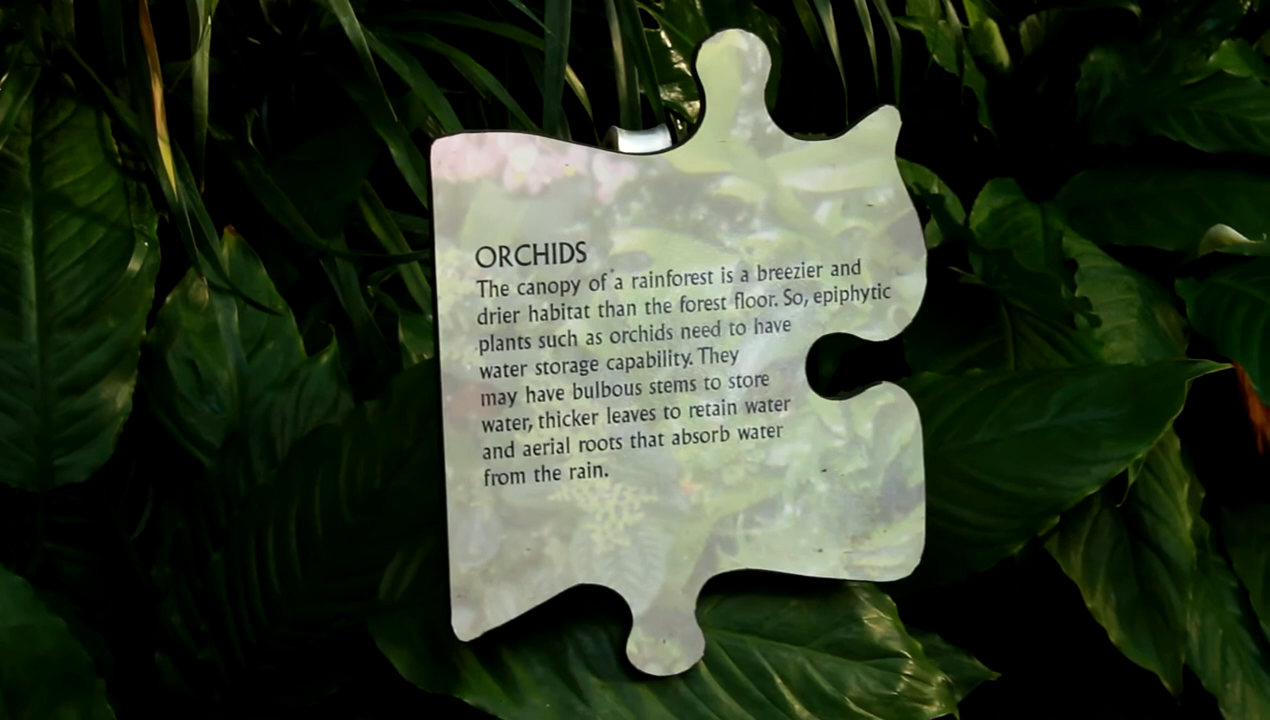 ORCHIDS
The canopy of a rainforest is a breezier and
drier habitat than the forest floor. So, epiphytic
plants such as orchids need to have
water storage capability. They
may have bulbous stems to store
water, thicker leaves to retain water
and aerial roots that absorb water
from the rain.